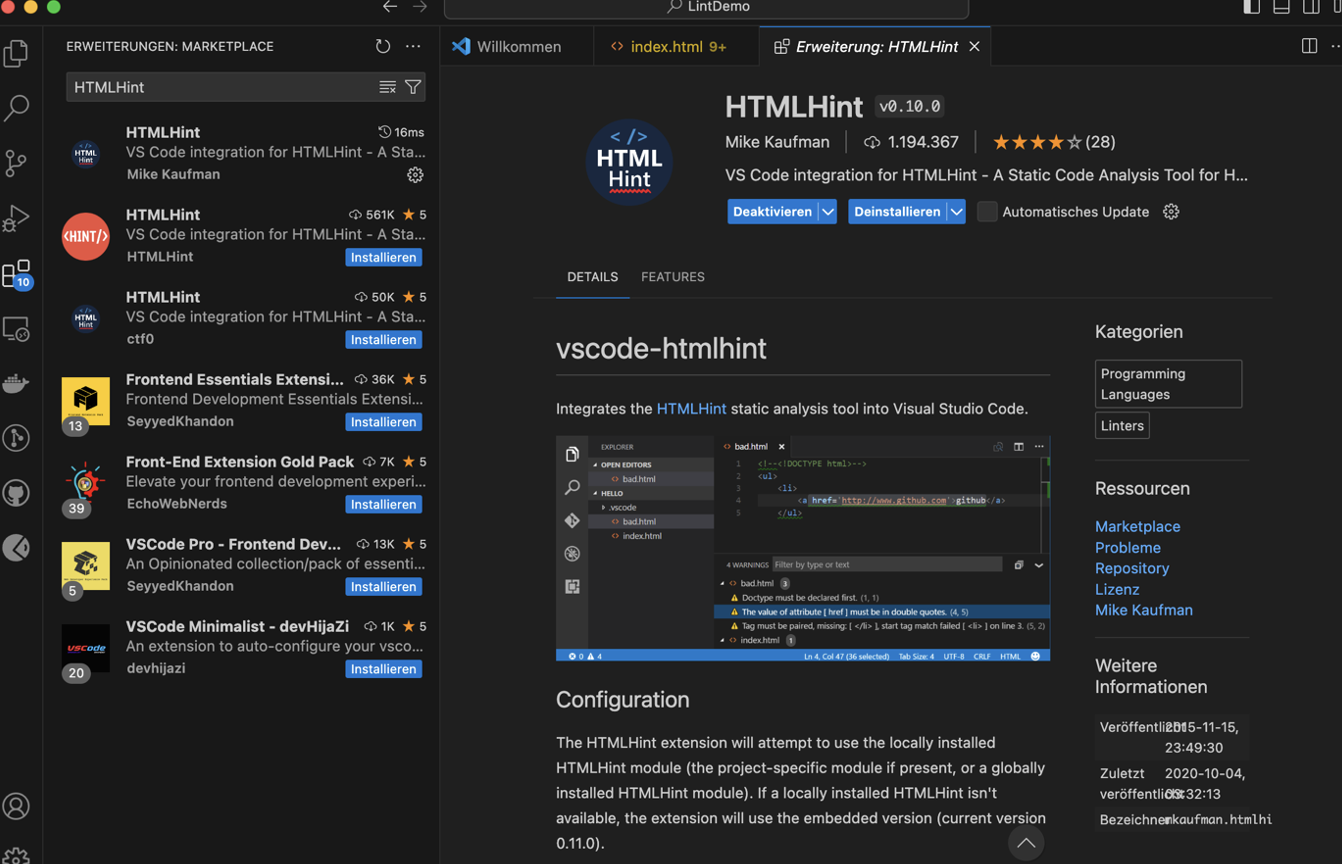 LintDemo
ERWEITERUNGEN: MARKETPLACE
HTMLHint
HTML
Hint
HTMLHint 16ms
VS Code integration for HTMLHint - A Sta...
Mike Kaufman
<HINT/>
HTMLHint 561K ★ 5
VS Code integration for HTMLHint - A Sta...
HTMLHint Installieren
HTML
Hint
HTMLHint 50K ★ 5
VS Code integration for HTMLHint - A Sta...
ctf0 Installieren
13
Frontend Essentials Extensi... 36K ★ 5
Frontend Development Essentials Extensi...
SeyyedKhandon Installieren
39
Front-End Extension Gold Pack 7K ★ 5
Elevate your frontend development experi...
EchoWebNerds Installieren
5
VSCode Pro - Frontend Dev... 13K ★ 5
An Opinionated collection/pack of essenti...
SeyyedKhandon Installieren
vscode
20
VSCode Minimalist - devHijaZi 1K ★ 5
An extension to auto-configure your vsco...
devhijazi Installieren
10
Willkommen
index.html 9+
Erweiterung: HTMLHint
</>
HTML
Hint
HTMLHint v0.10.0
Mike Kaufman 1.194.367 ★★★★☆ (28)
VS Code integration for HTMLHint - A Static Code Analysis Tool for H...
Deaktivieren Deinstallieren Automatisches Update
DETAILS FEATURES
vscode-htmlhint
Integrates the HTMLHint static analysis tool into Visual Studio Code.
EXPLORER
OPEN EDITORS
bad.html
HELLO
.vscode
bad.html
index.html
bad.html
1 <!--<!DOCTYPE html>-->
2 <ul>
3 <li>
4 <a href='http://www.github.com'>github</a>
5 </ul>
4 WARNINGS Filter by type or text
bad.html 3
Doctype must be declared first. (1, 1)
The value of attribute [ href ] must be in double quotes. (4, 5)
Tag must be paired, missing: [ </li> ], start tag match failed [ <li> ] on line 3. (5, 2)
index.html 1
0 4 Ln 4, Col 47 (36 selected) Tab Size: 4 UTF-8 CRLF HTML
Configuration
The HTMLHint extension will attempt to use the locally installed
HTMLHint module (the project-specific module if present, or a globally
installed HTMLHint module). If a locally installed HTMLHint isn't
available, the extension will use the embedded version (current version
0.11.0).
Kategorien
Programming
Languages
Linters
Ressourcen
Marketplace
Probleme
Repository
Lizenz
Mike Kaufman
Weitere
Informationen
Veröffentlicht 2015-11-15,
23:49:30
Zuletzt 2020-10-04,
veröffentlicht 03:32:13
Bezeichner mkaufman.htmlhi